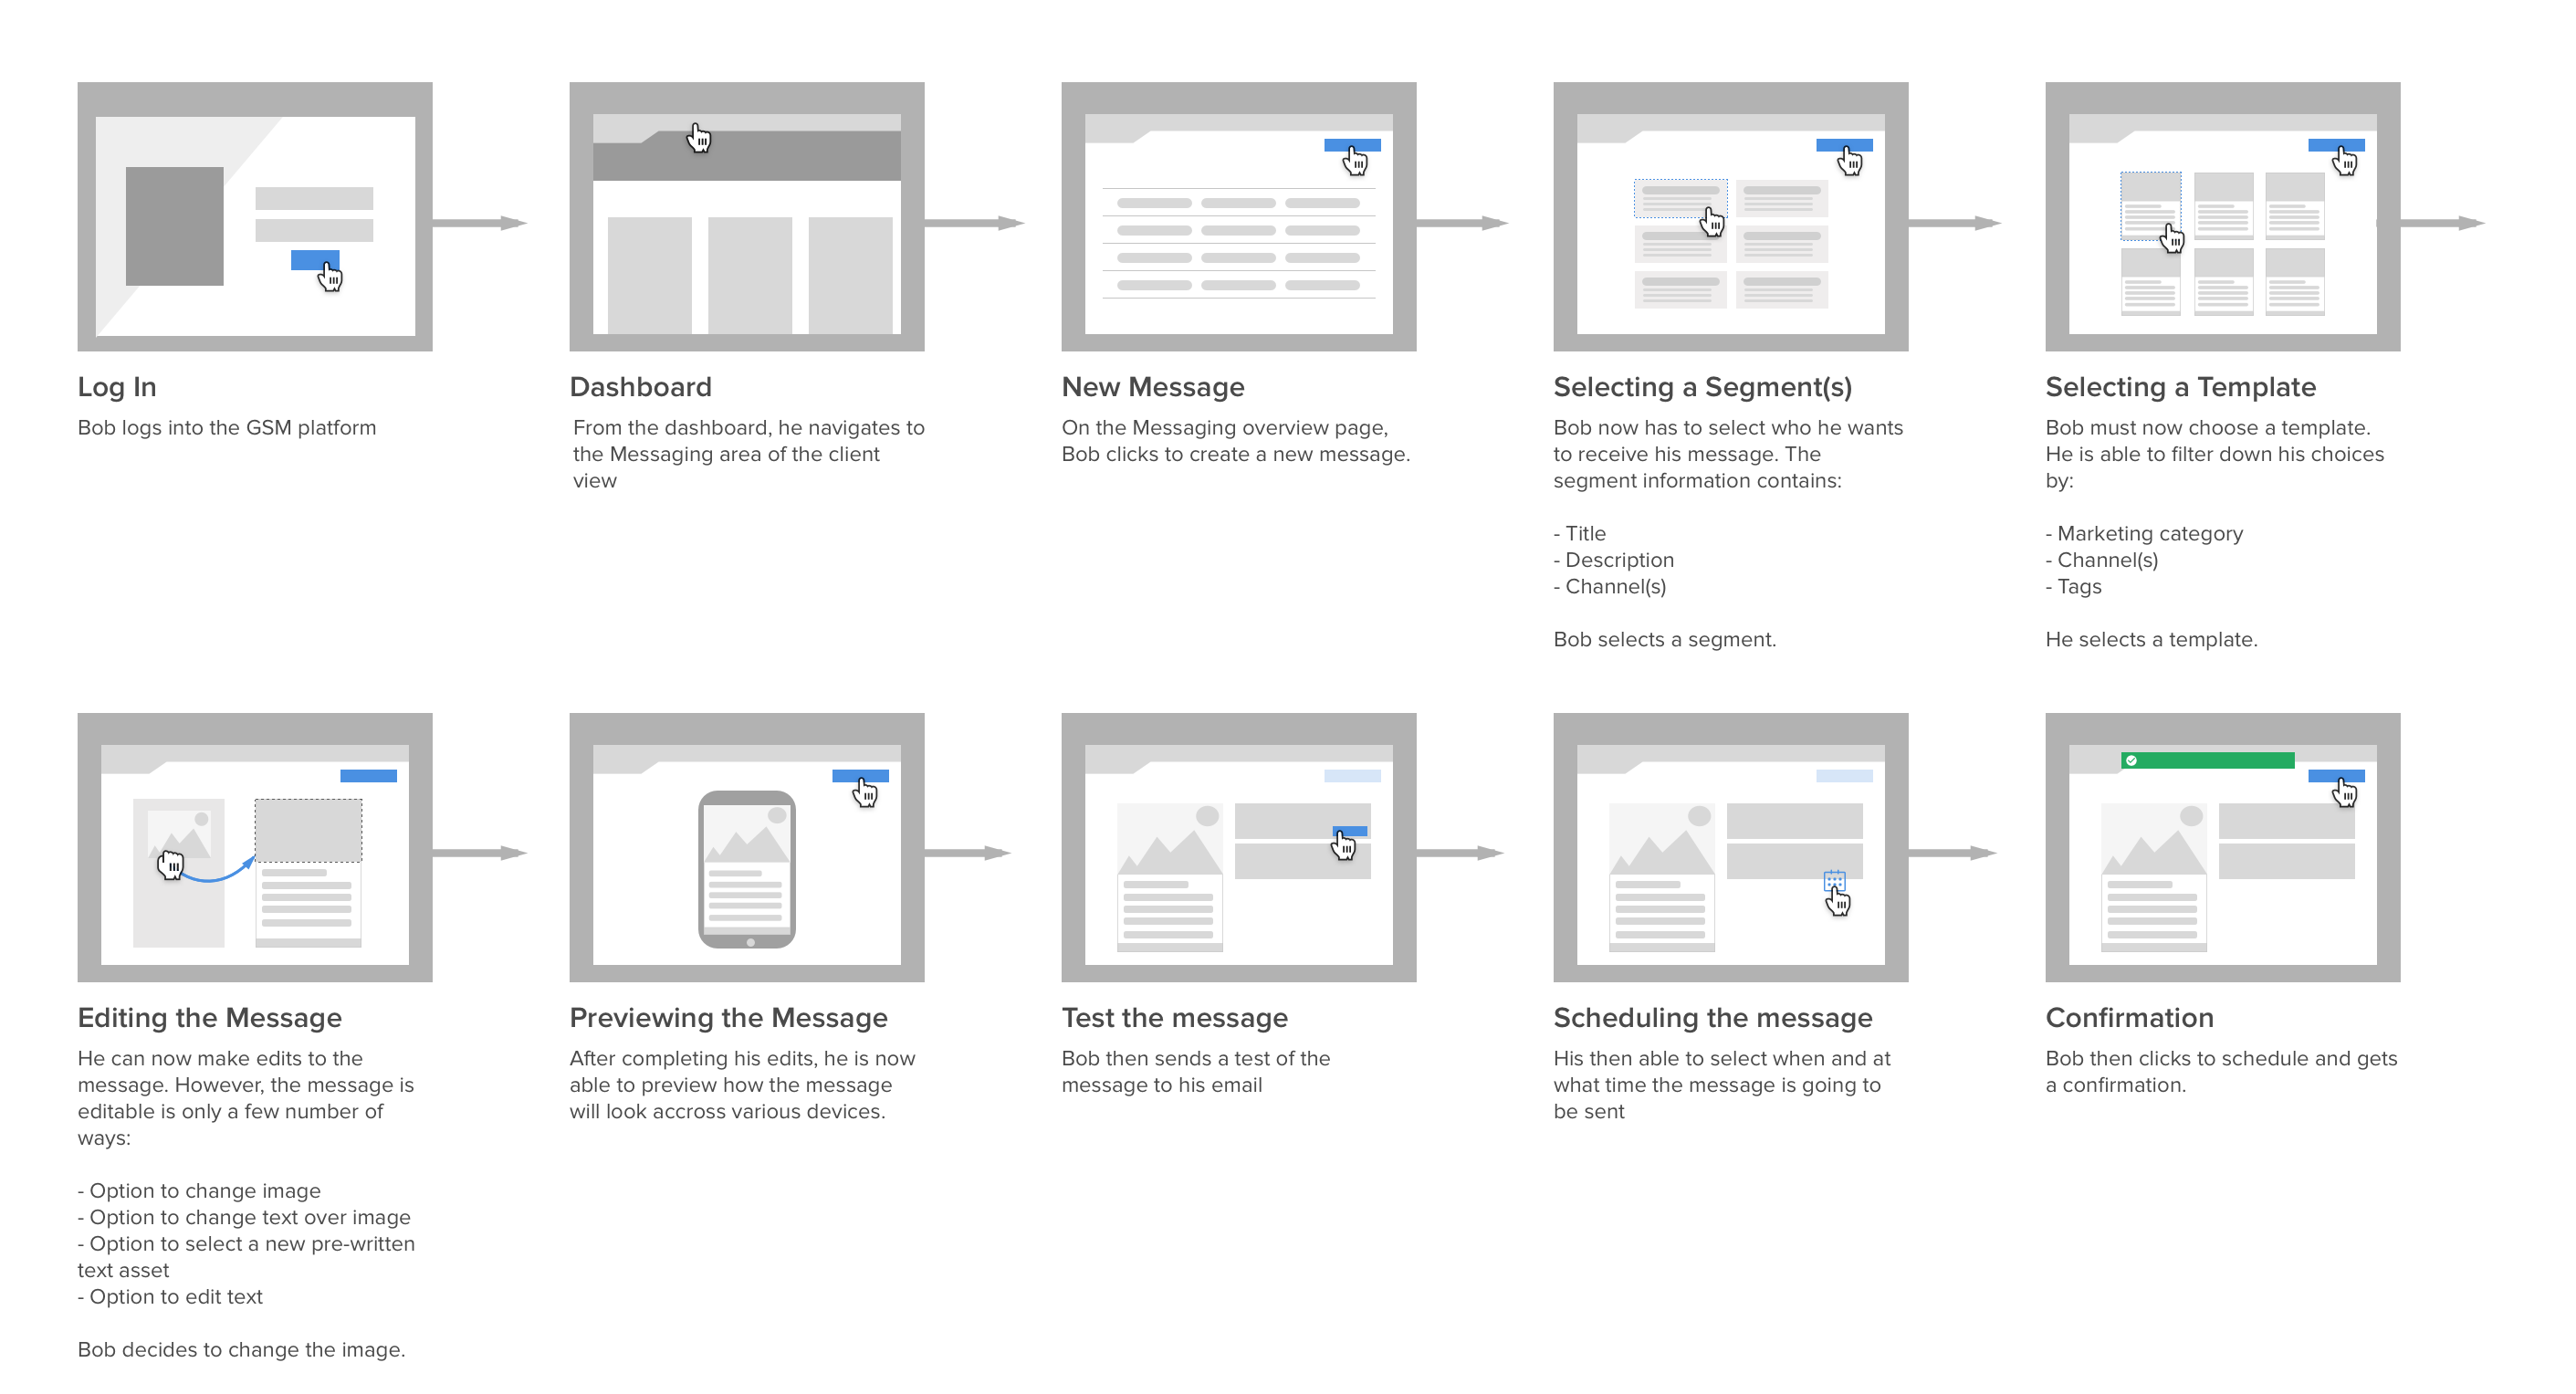 Log In
Bob logs into the GSM platform
Dashboard
From the dashboard, he navigates to
the Messaging area of the client
view
New Message
On the Messaging overview page,
Bob clicks to create a new message.
Selecting a Segment(s)
Bob now has to select who he wants
to receive his message. The
segment information contains:
- Title
- Description
- Channel(s)
Bob selects a segment.
Selecting a Template
Bob must now choose a template.
He is able to filter down his choices
by:
- Marketing category
- Channel(s)
- Tags
He selects a template.
Editing the Message
He can now make edits to the
message. However, the message is
editable is only a few number of
ways:
- Option to change image
- Option to change text over image
- Option to select a new pre-written
text asset
- Option to edit text
Bob decides to change the image.
Previewing the Message
After completing his edits, he is now
able to preview how the message
will look accross various devices.
Test the message
Bob then sends a test of the
message to his email
Scheduling the message
His then able to select when and at
what time the message is going to
be sent
Confirmation
Bob then clicks to schedule and gets
a confirmation.